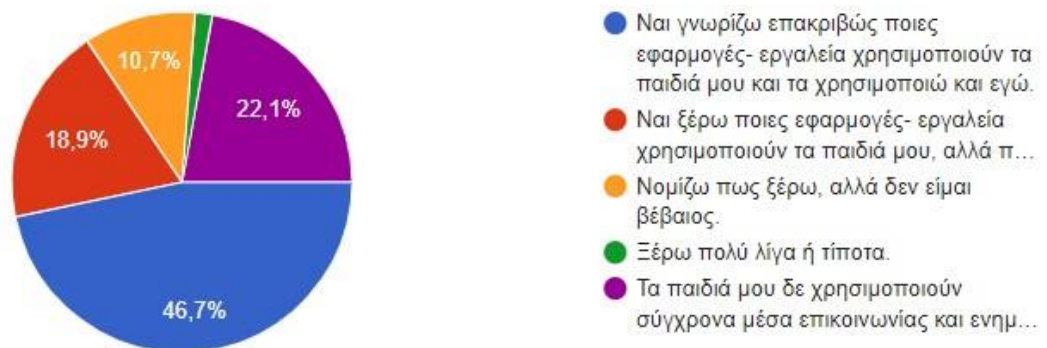 10,7%
22,1%
18,9%
46,7%
Ναι γνωρίζω επακριβώς ποιες
εφαρμογές- εργαλεία χρησιμοποιούν τα
παιδιά μου και τα χρησιμοποιώ και εγώ.
Ναι ξέρω ποιες εφαρμογές- εργαλεία
χρησιμοποιούν τα παιδιά μου, αλλά π...
Νομίζω πως ξέρω, αλλά δεν είμαι
βέβαιος.
Ξέρω πολύ λίγα ή τίποτα.
Τα παιδιά μου δε χρησιμοποιούν
σύγχρονα μέσα επικοινωνίας και ενημ...